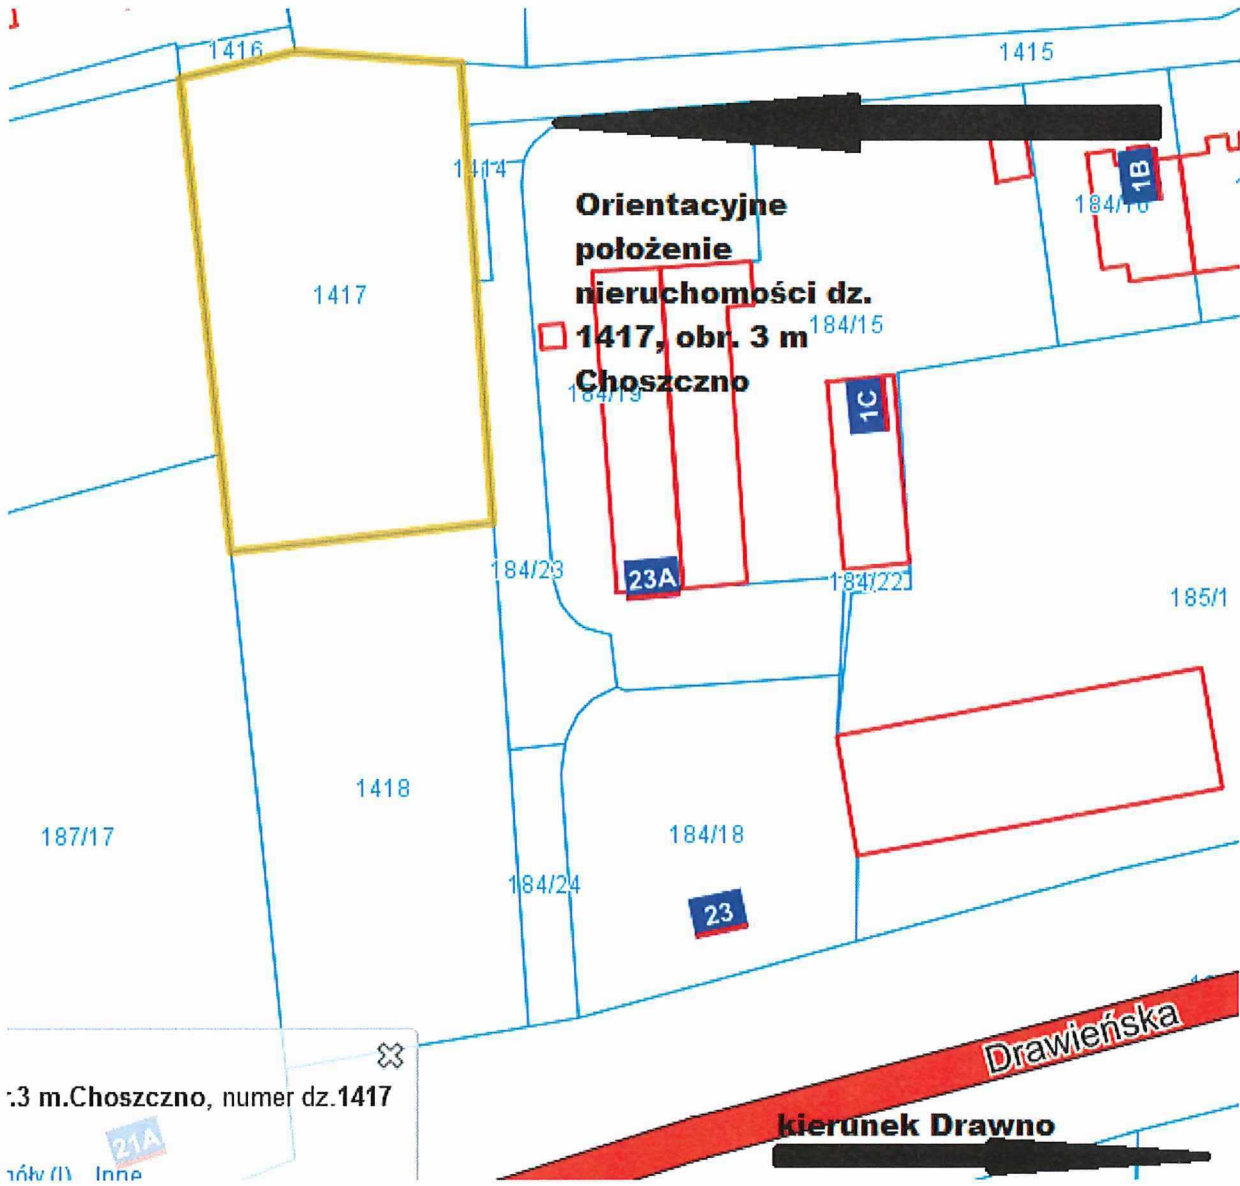 1416
1415
1414
1B
184/16
Orientacyjne
położenie
nieruchomości dz.
1417, obr. 3 m
Choszczno
1417
184/15
184/19
1C
184/23
23A
184/22
185/1
1418
187/17
184/18
184/24
23
Drawieńska
.3 m.Choszczno, numer dz.1417
21A
kierunek Drawno
Inne